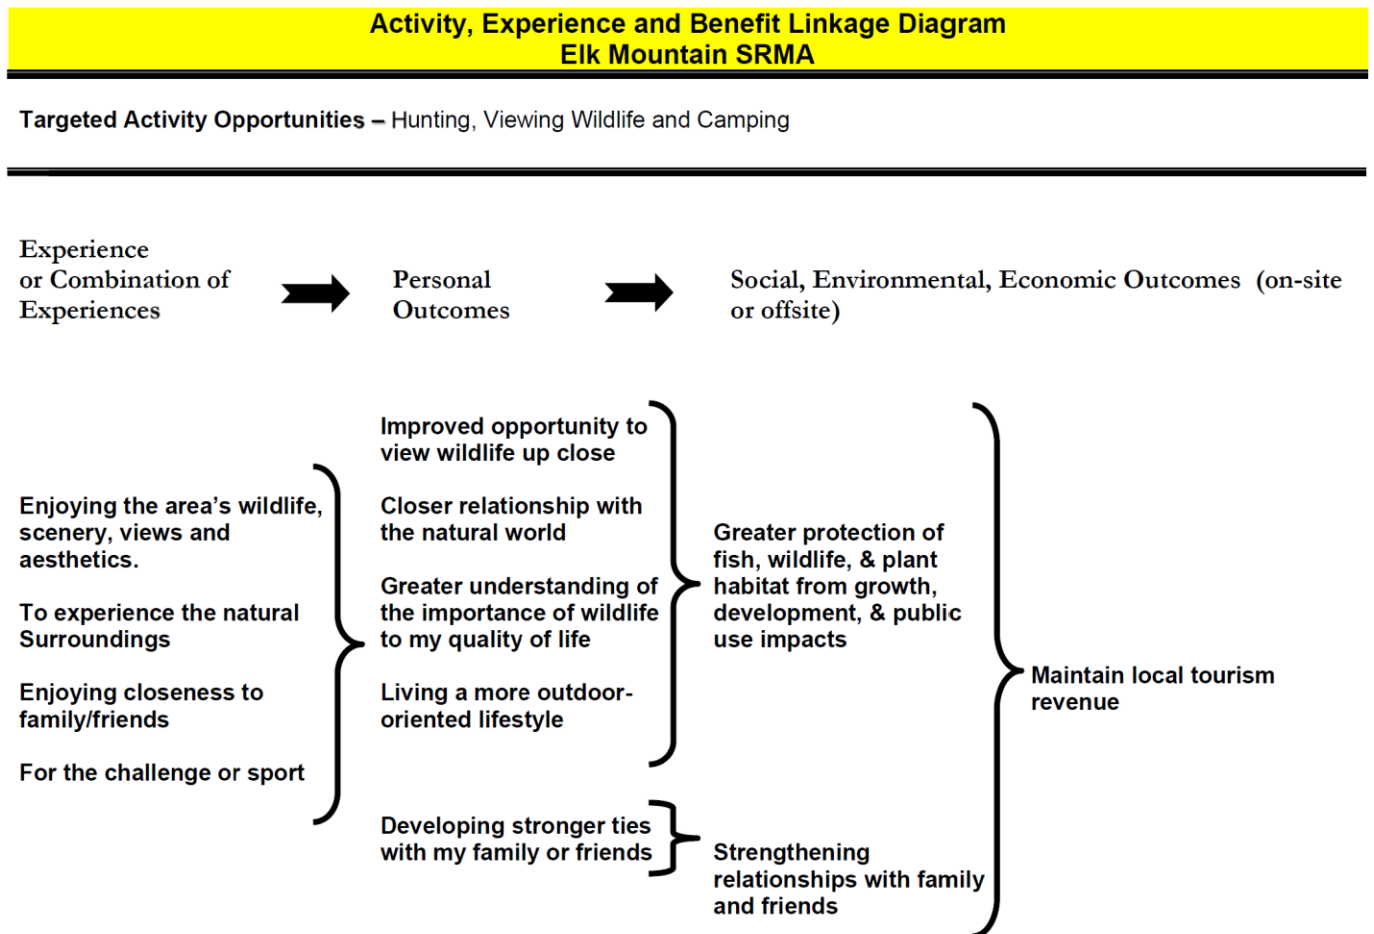 Activity, Experience and Benefit Linkage Diagram
Elk Mountain SRMA
Targeted Activity Opportunities – Hunting, Viewing Wildlife and Camping
Experience
or Combination of
Experiences
Personal
Outcomes
Social, Environmental, Economic Outcomes (on-site
or offsite)
Enjoying the area’s wildlife,
scenery, views and
aesthetics.
To experience the natural
Surroundings
Enjoying closeness to
family/friends
For the challenge or sport
Improved opportunity to
view wildlife up close
Closer relationship with
the natural world
Greater understanding of
the importance of wildlife
to my quality of life
Living a more outdoor-
oriented lifestyle
Developing stronger ties
with my family or friends
Greater protection of
fish, wildlife, & plant
habitat from growth,
development, & public
use impacts
Strengthening
relationships with family
and friends
Maintain local tourism
revenue